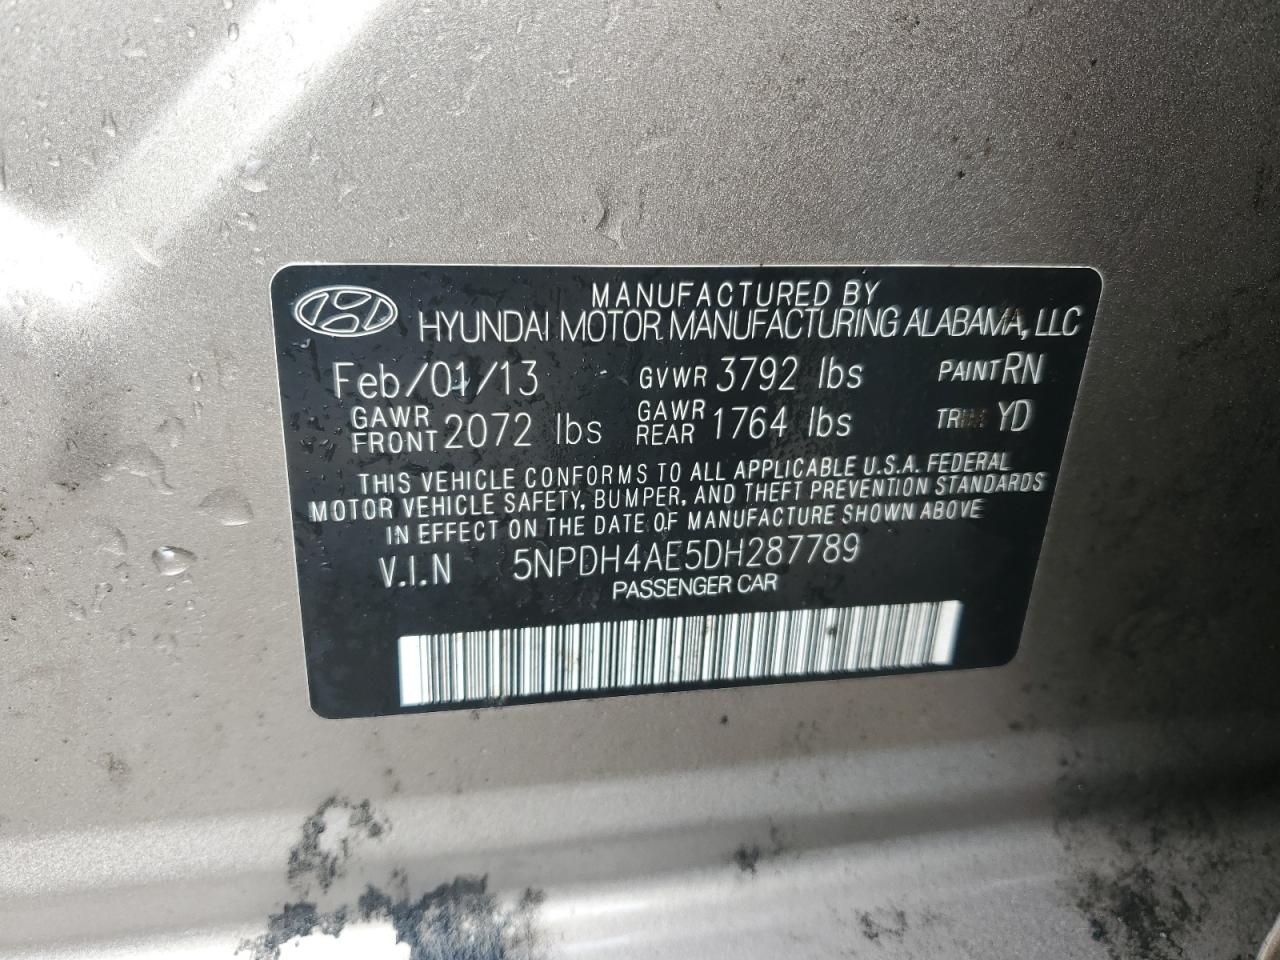 MANUFACTURED BY
HYUNDAI MOTOR MANUFACTURING ALABAMA, LLC
Feb/01/13 GVWR 3792 lbs PAINT RN
GAWR FRONT 2072 lbs GAWR REAR 1764 lbs TRIM YD
THIS VEHICLE CONFORMS TO ALL APPLICABLE U.S.A. FEDERAL
MOTOR VEHICLE SAFETY, BUMPER, AND THEFT PREVENTION STANDARDS
IN EFFECT ON THE DATE OF MANUFACTURE SHOWN ABOVE
V.I.N 5NPDH4AE5DH287789
PASSENGER CAR